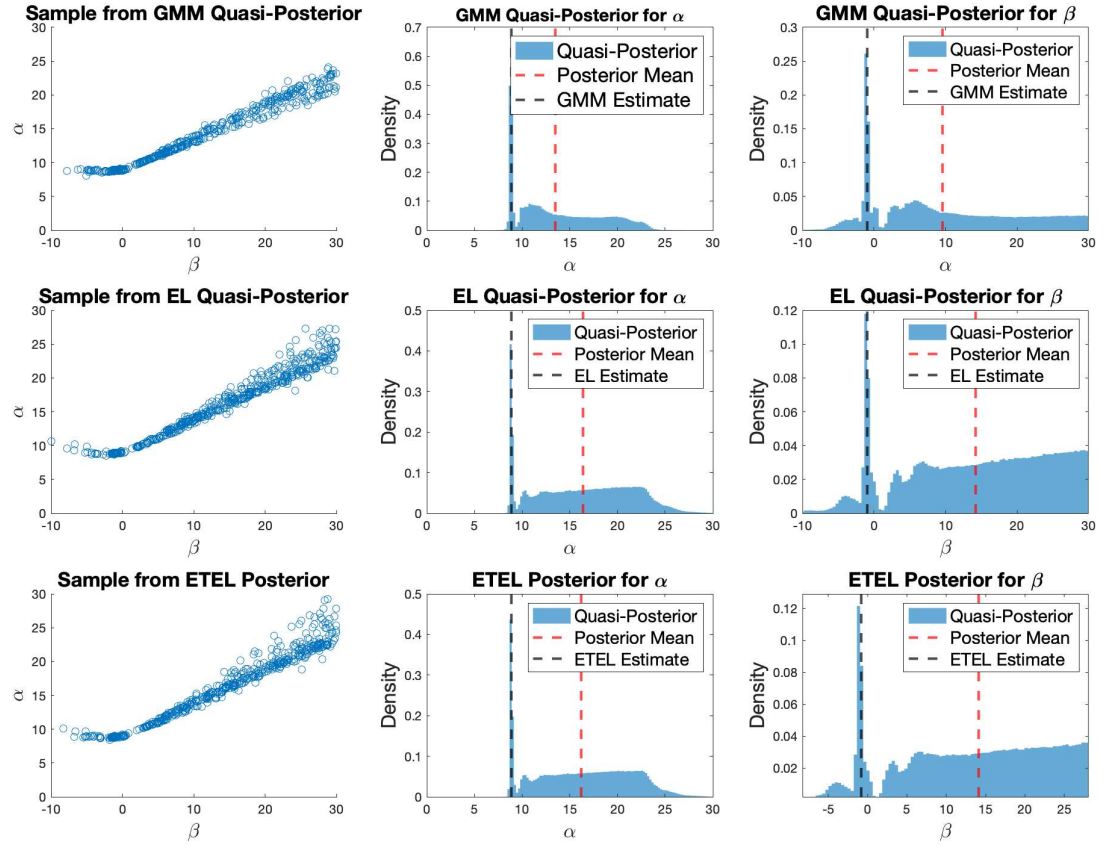 Sample from GMM Quasi-Posterior
α
30
25
20
15
10
5
0
-10
0
10
20
30
β
GMM Quasi-Posterior for α
Density
0.7
0.6
0.5
0.4
0.3
0.2
0.1
0
0
5
10
15
20
25
30
α
Quasi-Posterior
Posterior Mean
GMM Estimate
GMM Quasi-Posterior for β
Density
0.3
0.25
0.2
0.15
0.1
0.05
0
-10
0
10
20
30
α
Quasi-Posterior
Posterior Mean
GMM Estimate
Sample from EL Quasi-Posterior
α
30
25
20
15
10
5
0
-10
0
10
20
30
β
EL Quasi-Posterior for α
Density
0.5
0.4
0.3
0.2
0.1
0
0
5
10
15
20
25
30
α
Quasi-Posterior
Posterior Mean
EL Estimate
EL Quasi-Posterior for β
Density
0.12
0.1
0.08
0.06
0.04
0.02
0
-10
0
10
20
30
β
Quasi-Posterior
Posterior Mean
EL Estimate
Sample from ETEL Posterior
α
30
25
20
15
10
5
0
-10
0
10
20
30
β
ETEL Posterior for α
Density
0.5
0.4
0.3
0.2
0.1
0
0
5
10
15
20
25
30
α
Quasi-Posterior
Posterior Mean
ETEL Estimate
ETEL Posterior for β
Density
0.12
0.1
0.08
0.06
0.04
0.02
-5
0
5
10
15
20
25
β
Quasi-Posterior
Posterior Mean
ETEL Estimate